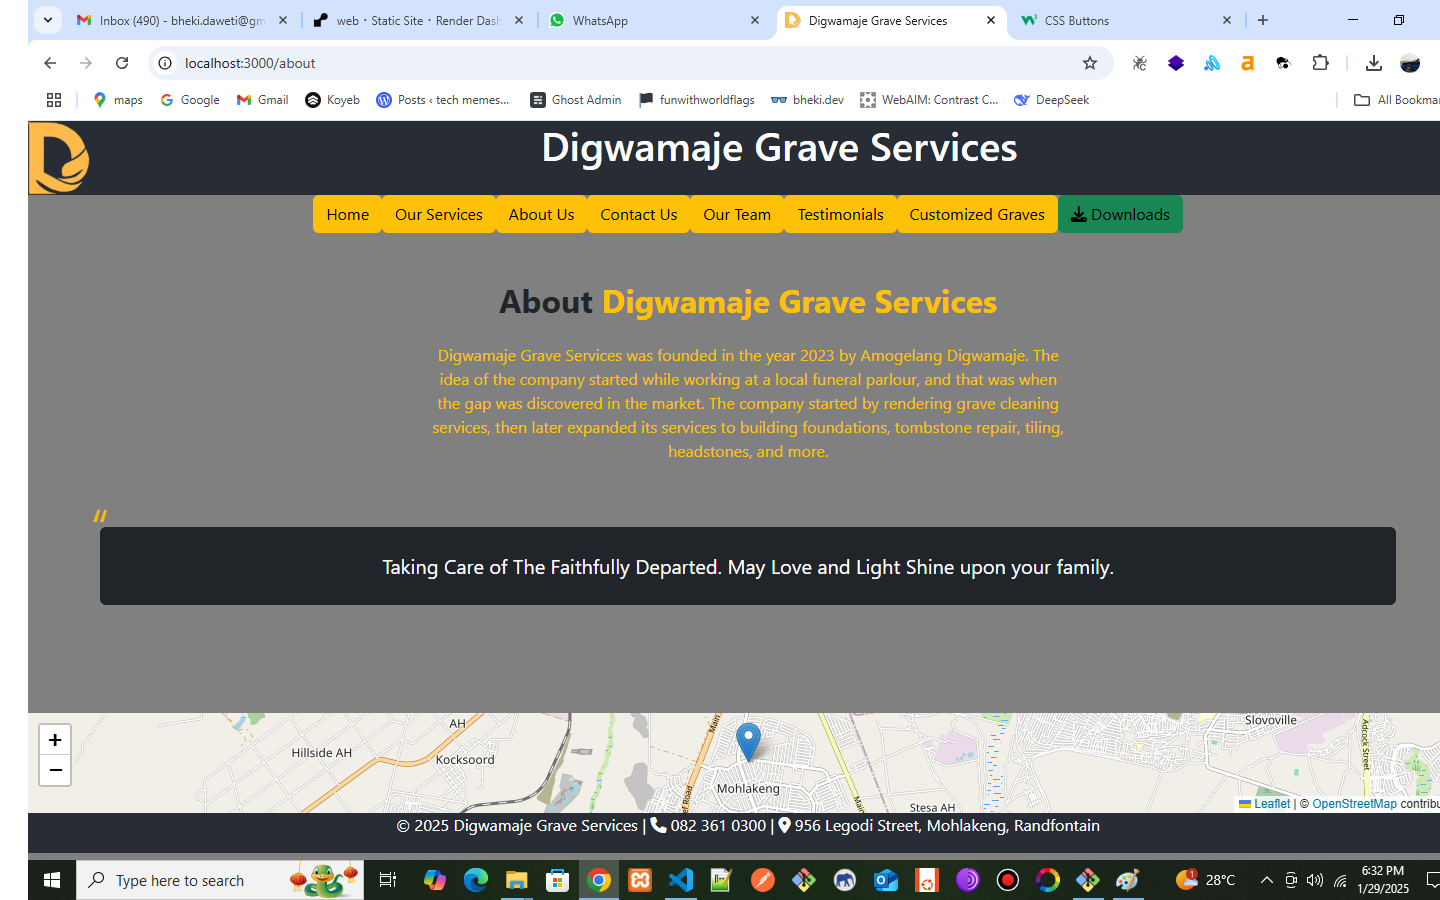 Inbox (490) - bheki.daweti@gm
web · Static Site · Render Dash
WhatsApp
Digwamaje Grave Services
CSS Buttons
localhost:3000/about
maps
Google
Gmail
Koyeb
Posts ‹ tech memes...
Ghost Admin
funwithworldflags
bheki.dev
WebAIM: Contrast C...
DeepSeek
All Bookmar
Digwamaje Grave Services
Home
Our Services
About Us
Contact Us
Our Team
Testimonials
Customized Graves
Downloads
About Digwamaje Grave Services
Digwamaje Grave Services was founded in the year 2023 by Amogelang Digwamaje. The
idea of the company started while working at a local funeral parlour, and that was when
the gap was discovered in the market. The company started by rendering grave cleaning
services, then later expanded its services to building foundations, tombstone repair, tiling,
headstones, and more.
"
Taking Care of The Faithfully Departed. May Love and Light Shine upon your family.
+
−
AH
Hillside AH
Kocksoord
Main
Mohlakeng
ef Road
Main
Stesa AH
Slovoville
Adcock Street
Leaflet | © OpenStreetMap contribu
© 2025 Digwamaje Grave Services | 082 361 0300 | 956 Legodi Street, Mohlakeng, Randfontain
Type here to search
1
28°C
6:32 PM
1/29/2025